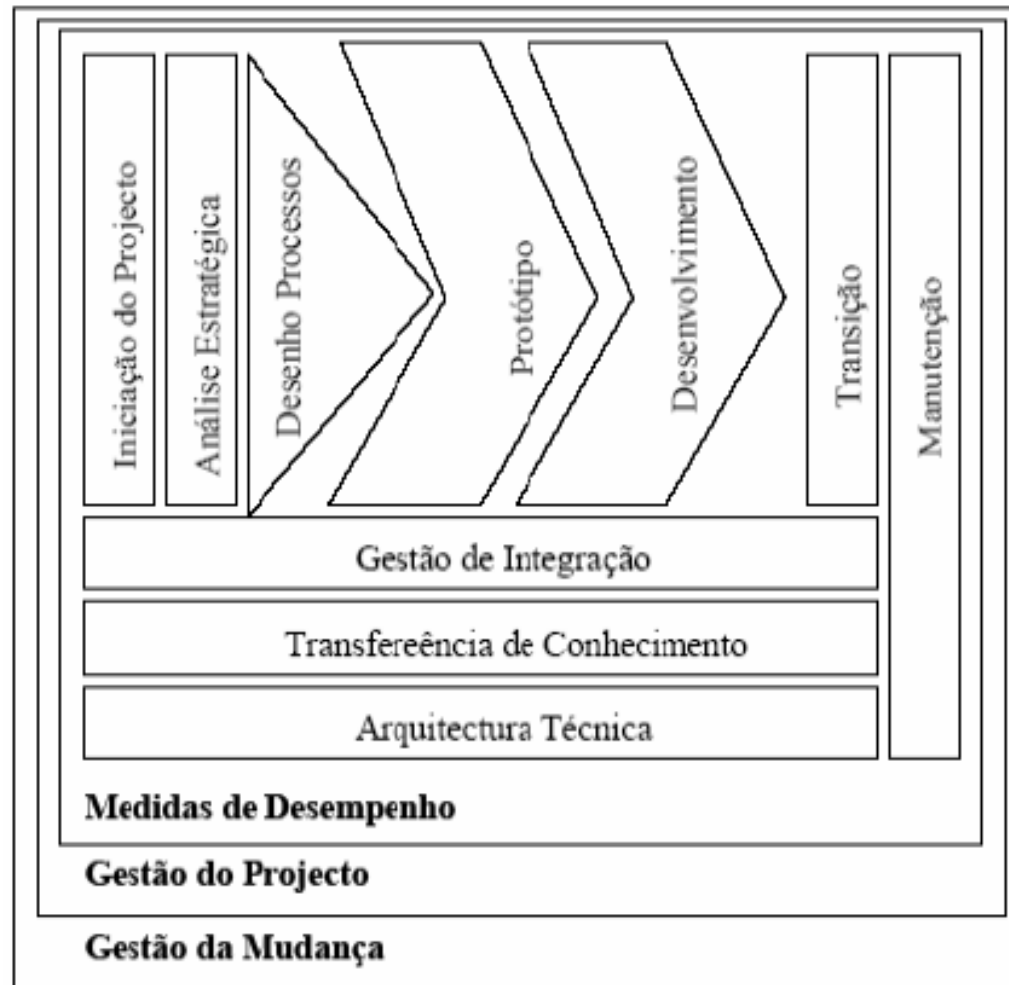 Iniciação do Projecto
Análise Estratégica
Desenho Processos
Protótipo
Desenvolvimento
Transição
Manutenção
Gestão de Integração
Transfereência de Conhecimento
Arquitectura Técnica
Medidas de Desempenho
Gestão do Projecto
Gestão da Mudança